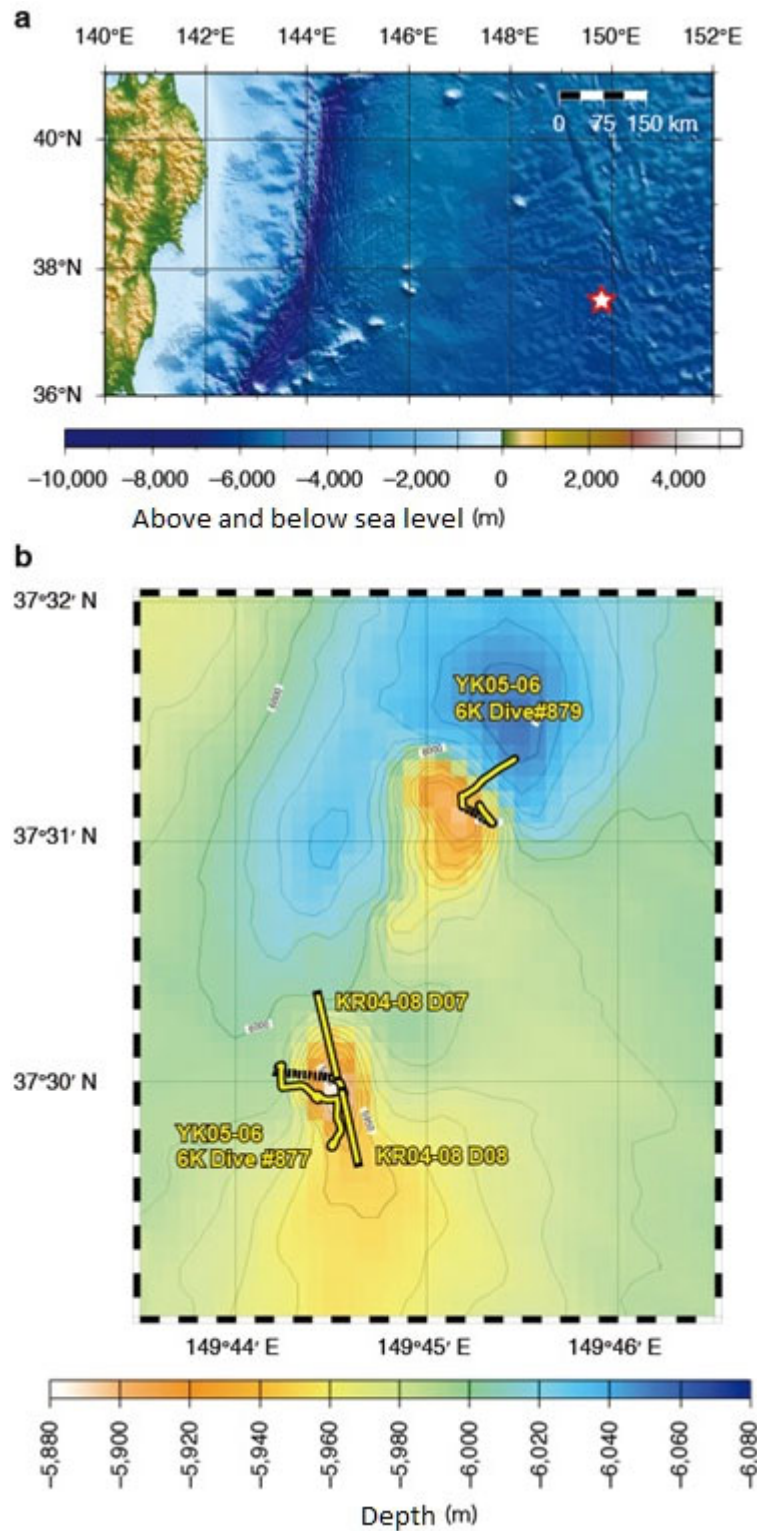 a
140°E 142°E 144°E 146°E 148°E 150°E 152°E
40°N
0 75 150 km
38°N
36°N
–10,000 –8,000 –6,000 –4,000 –2,000 0 2,000 4,000
Above and below sea level (m)
b
37°32′ N
6000
YK05-06
6K Dive#879
6000
37°31′ N
KR04-08 D07
6000
37°30′ N
5950
YK05-06
6K Dive #877
KR04-08 D08
149°44′ E 149°45′ E 149°46′ E
–5,880 –5,900 –5,920 –5,940 –5,960 –5,980 –6,000 –6,020 –6,040 –6,060 –6,080
Depth (m)